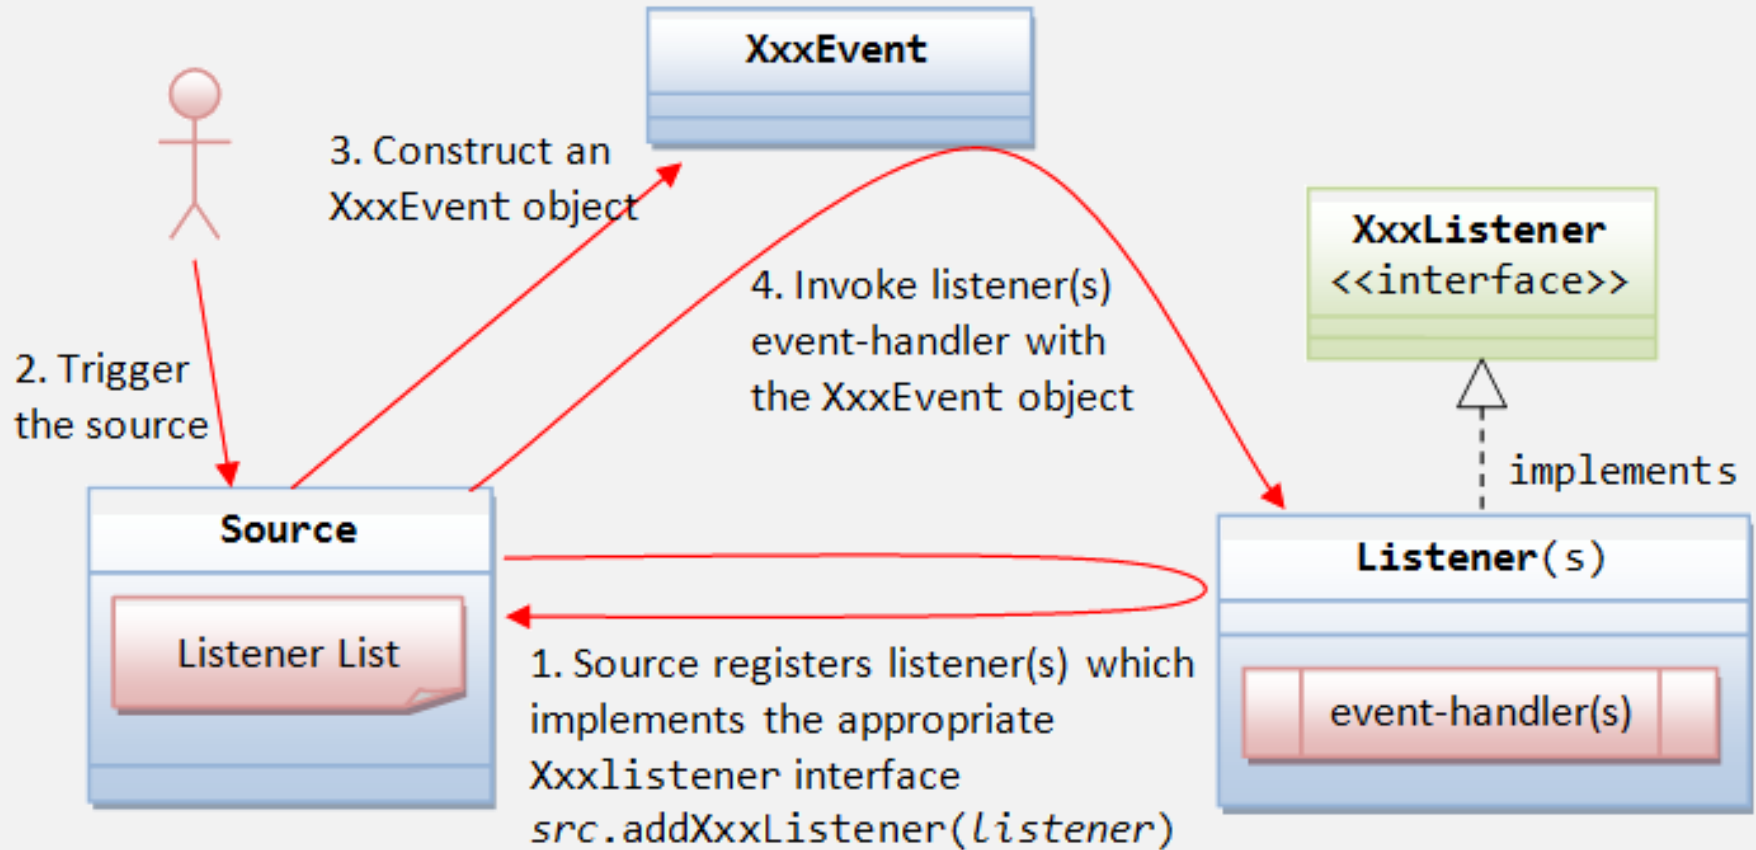 XxxEvent
3. Construct an
XxxEvent object
XxxListener
<<interface>>
4. Invoke listener(s)
event-handler with
the XxxEvent object
2. Trigger
the source
implements
Source
Listener(s)
Listener List
1. Source registers listener(s) which
implements the appropriate
Xxxlistener interface
src.addXxxListener(listener)
event-handler(s)